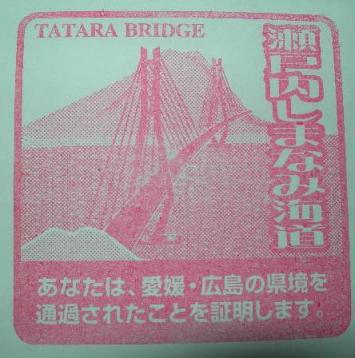 TATARA BRIDGE
瀬戸内しまなみ海道
あなたは、愛媛・広島の県境を
通過されたことを証明します。